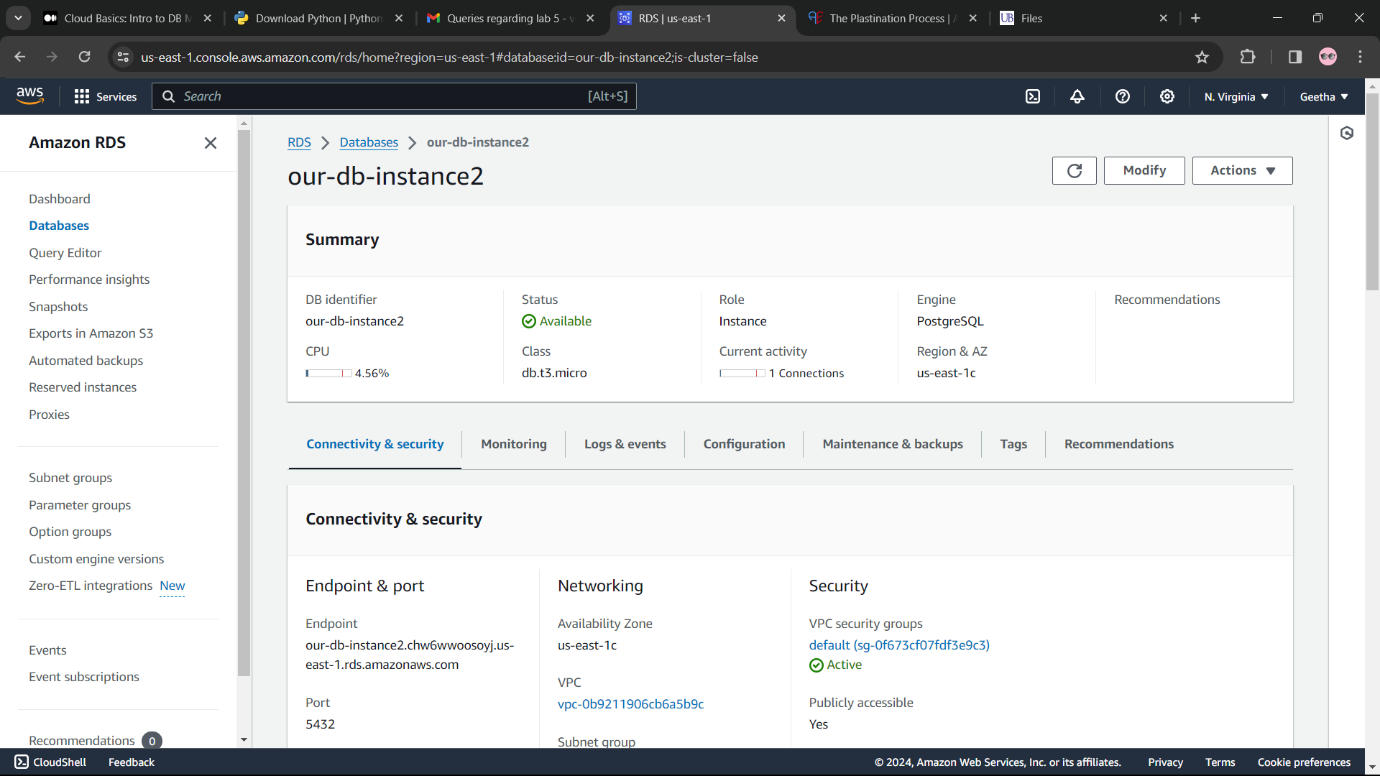 Cloud Basics: Intro to DB M
Download Python | Python
Queries regarding lab 5 - v
RDS | us-east-1
The Plastination Process | A
UB Files
us-east-1.console.aws.amazon.com/rds/home?region=us-east-1#database:id=our-db-instance2;is-cluster=false
aws
Services
Search [Alt+S]
N. Virginia
Geetha
Amazon RDS
Dashboard
Databases
Query Editor
Performance insights
Snapshots
Exports in Amazon S3
Automated backups
Reserved instances
Proxies
Subnet groups
Parameter groups
Option groups
Custom engine versions
Zero-ETL integrations New
Events
Event subscriptions
Recommendations 0
RDS > Databases > our-db-instance2
our-db-instance2
Modify
Actions
Summary
DB identifier
our-db-instance2
CPU
4.56%
Status
Available
Class
db.t3.micro
Role
Instance
Current activity
1 Connections
Engine
PostgreSQL
Region & AZ
us-east-1c
Recommendations
Connectivity & security
Monitoring
Logs & events
Configuration
Maintenance & backups
Tags
Recommendations
Connectivity & security
Endpoint & port
Endpoint
our-db-instance2.chw6wwoosoyj.us-
east-1.rds.amazonaws.com
Port
5432
Networking
Availability Zone
us-east-1c
VPC
vpc-0b9211906cb6a5b9c
Subnet group
Security
VPC security groups
default (sg-0f673cf07fdf3e9c3)
Active
Publicly accessible
Yes
CloudShell
Feedback
© 2024, Amazon Web Services, Inc. or its affiliates.
Privacy
Terms
Cookie preferences